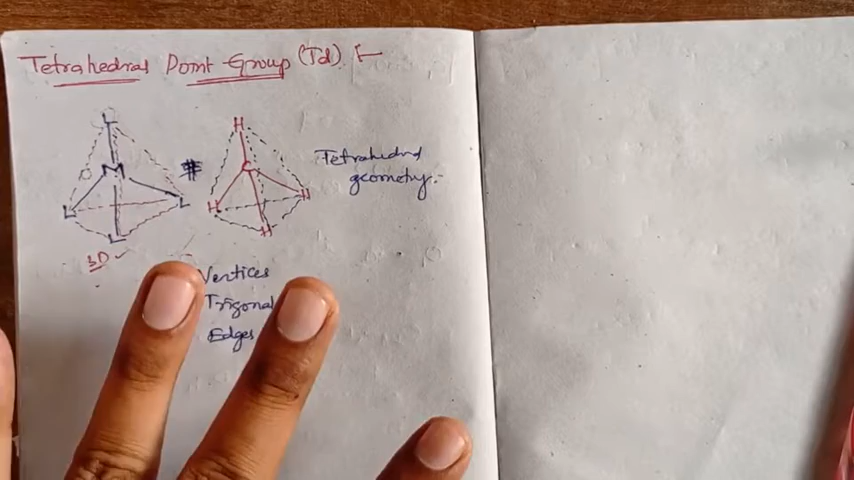 Tetrahedral Point-Group (Td) :-
L
M
L
L
L
3D ✓
H
C
H
H
H
Tetrahedral
geometry:-
Vertices
Trigonal
Edges